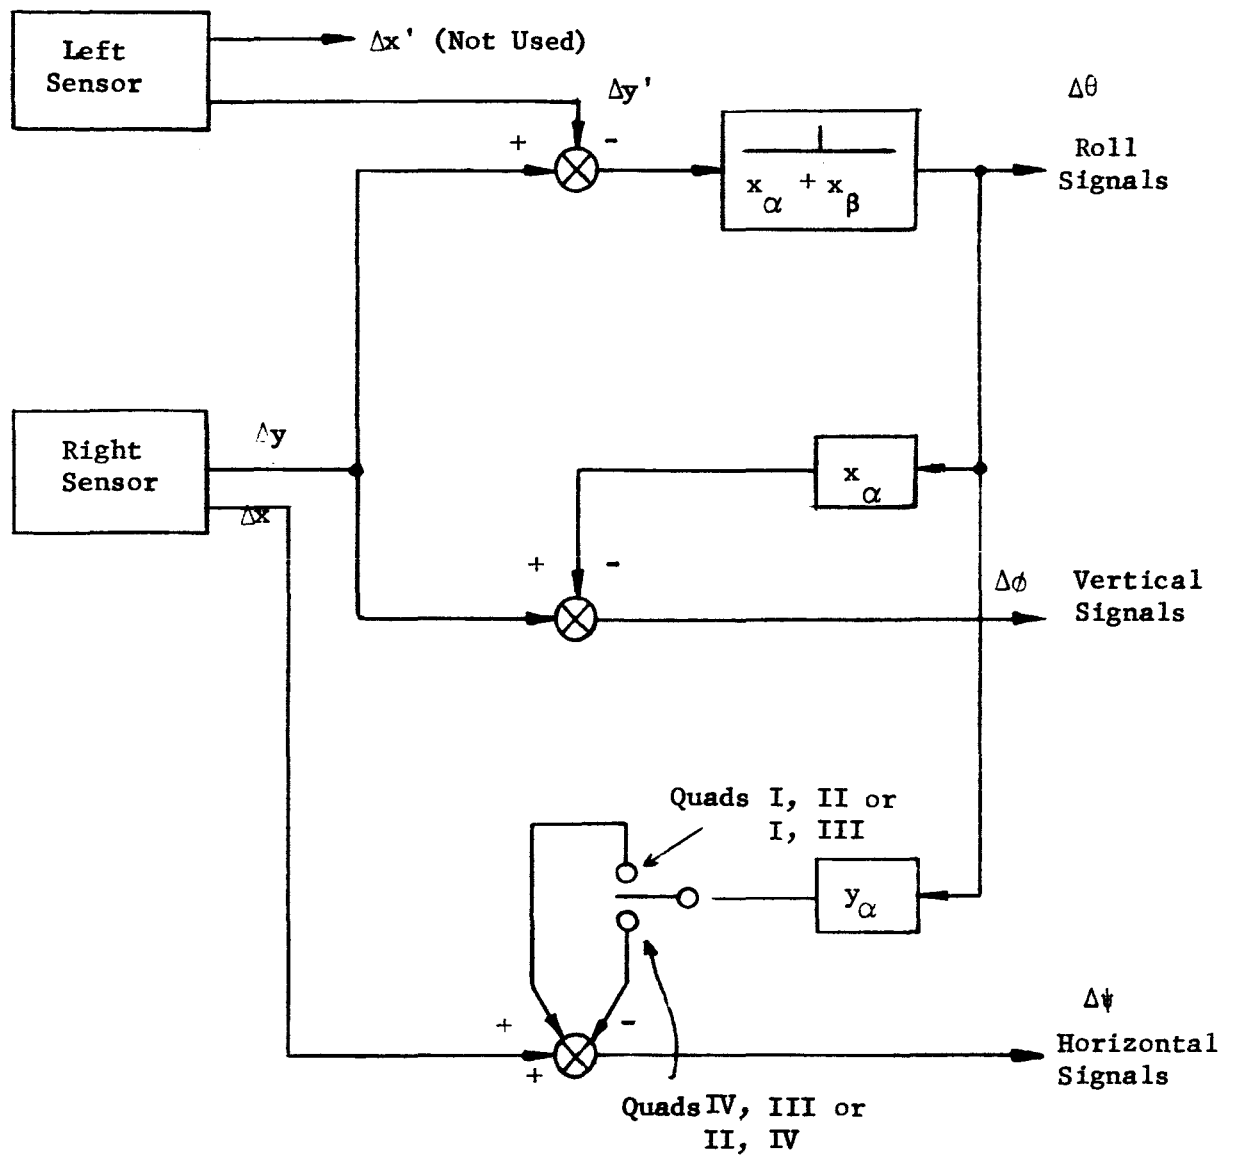 Left
Sensor
Δx' (Not Used)
Δy'
+
-
1
x_α + x_β
Δθ
Roll
Signals
Right
Sensor
Δy
Δx
x_α
+
-
Δφ
Vertical
Signals
Quads I, II or
I, III
y_α
+
-
+
Δψ
Horizontal
Signals
Quads IV, III or
II, IV